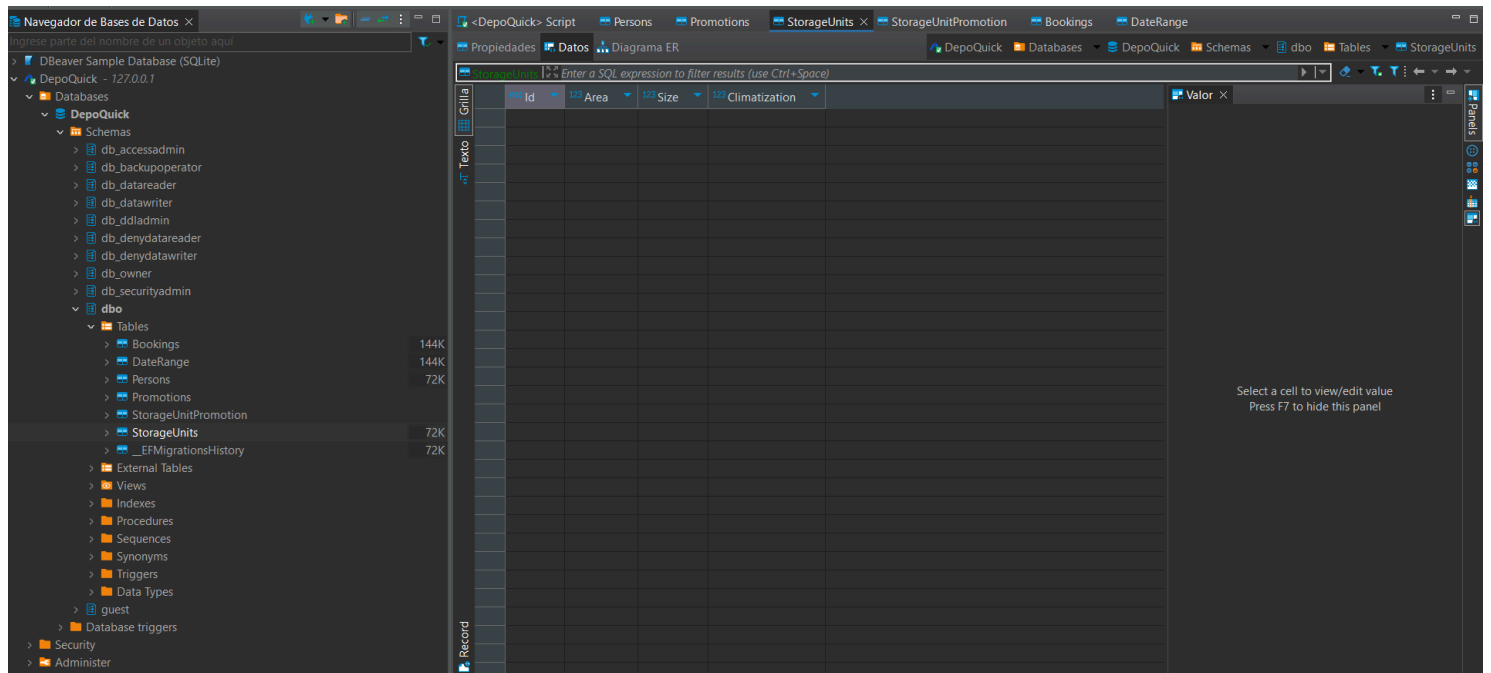 Navegador de Bases de Datos
Ingrese parte del nombre de un objeto aquí
DBeaver Sample Database (SQLite)
DepoQuick - 127.0.0.1
Databases
DepoQuick
Schemas
db_accessadmin
db_backupoperator
db_datareader
db_datawriter
db_ddladmin
db_denydatareader
db_denydatawriter
db_owner
db_securityadmin
dbo
Tables
Bookings 144K
DateRange 144K
Persons 72K
Promotions
StorageUnitPromotion
StorageUnits 72K
__EFMigrationsHistory 72K
External Tables
Views
Indexes
Procedures
Sequences
Synonyms
Triggers
Data Types
guest
Database triggers
Security
Administer
<DepoQuick> Script Persons Promotions StorageUnits StorageUnitPromotion Bookings DateRange
Propiedades Datos Diagrama ER DepoQuick Databases DepoQuick Schemas dbo Tables StorageUnits
StorageUnits Enter a SQL expression to filter results (use Ctrl+Space)
Grilla
Texto
Record
123 Id 123 Area 123 Size 123 Climatization
Valor
Select a cell to view/edit value
Press F7 to hide this panel
Panels